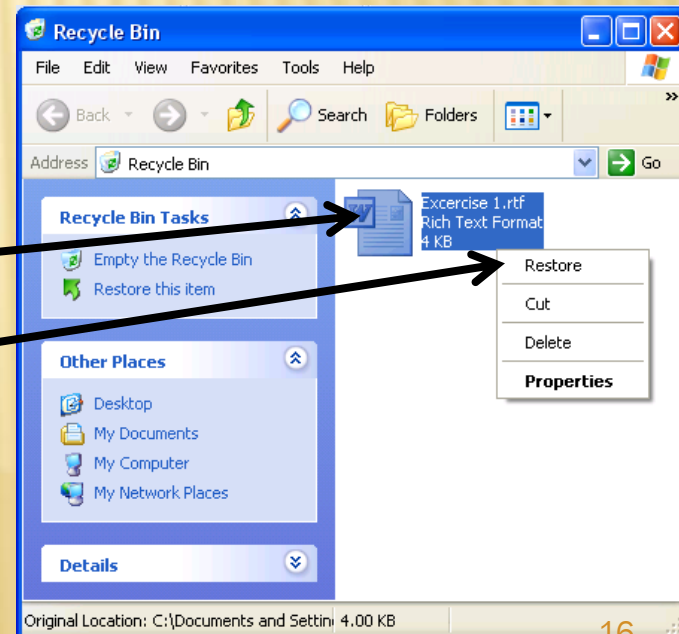 Recycle Bin
File Edit View Favorites Tools Help
Back Search Folders »
Address Recycle Bin Go
Recycle Bin Tasks
Empty the Recycle Bin
Restore this item
Other Places
Desktop
My Documents
My Computer
My Network Places
Details
Excercise 1.rtf
Rich Text Format
4 KB
Restore
Cut
Delete
Properties
Original Location: C:\Documents and Settin 4.00 KB
16